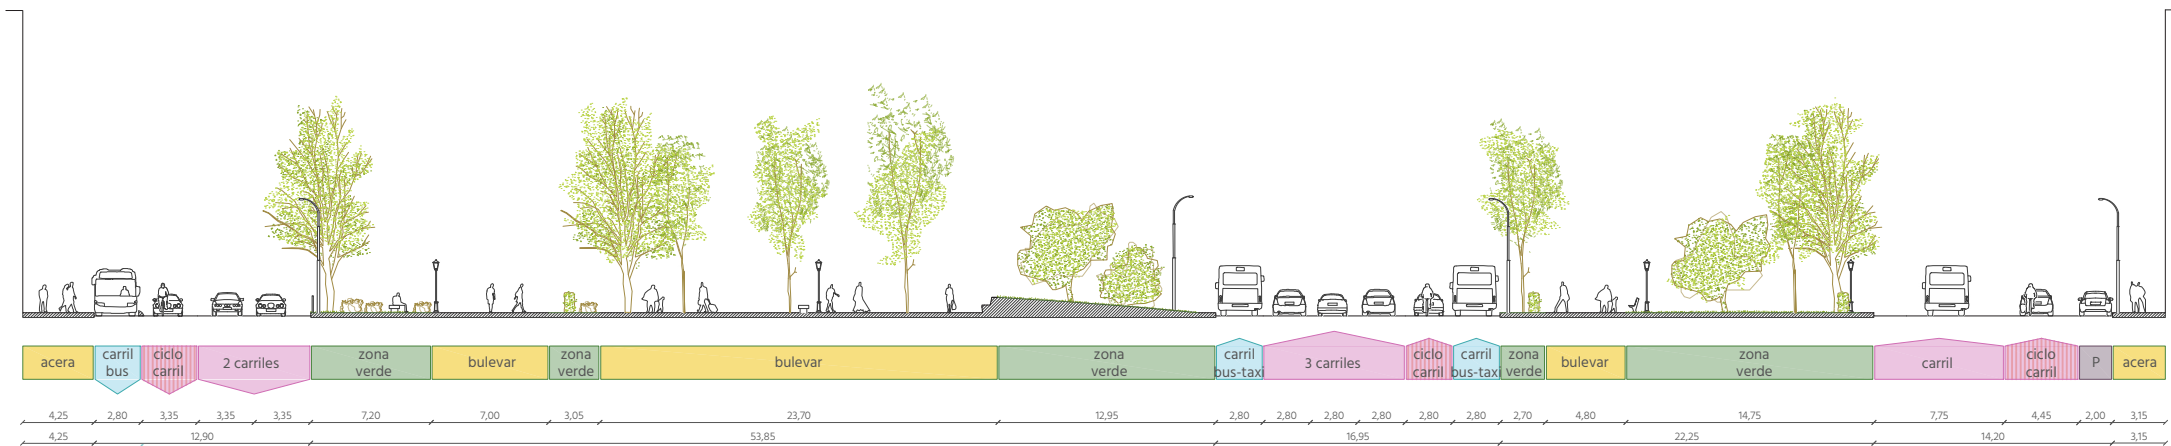 acera
carril
bus
ciclo
carril
2 carriles
zona
verde
bulevar
zona
verde
bulevar
zona
verde
carril
bus-taxi
3 carriles
ciclo
carril
carril
bus-taxi
zona
verde
bulevar
zona
verde
carril
ciclo
carril
P
acera
4,25 2,80 3,35 3,35 3,35 7,20 7,00 3,05 23,70 12,95 2,80 2,80 2,80 2,80 2,80 2,80 2,70 4,80 14,75 7,75 4,45 2,00 3,15
4,25 12,90 53,85 16,95 22,25 14,20 3,15